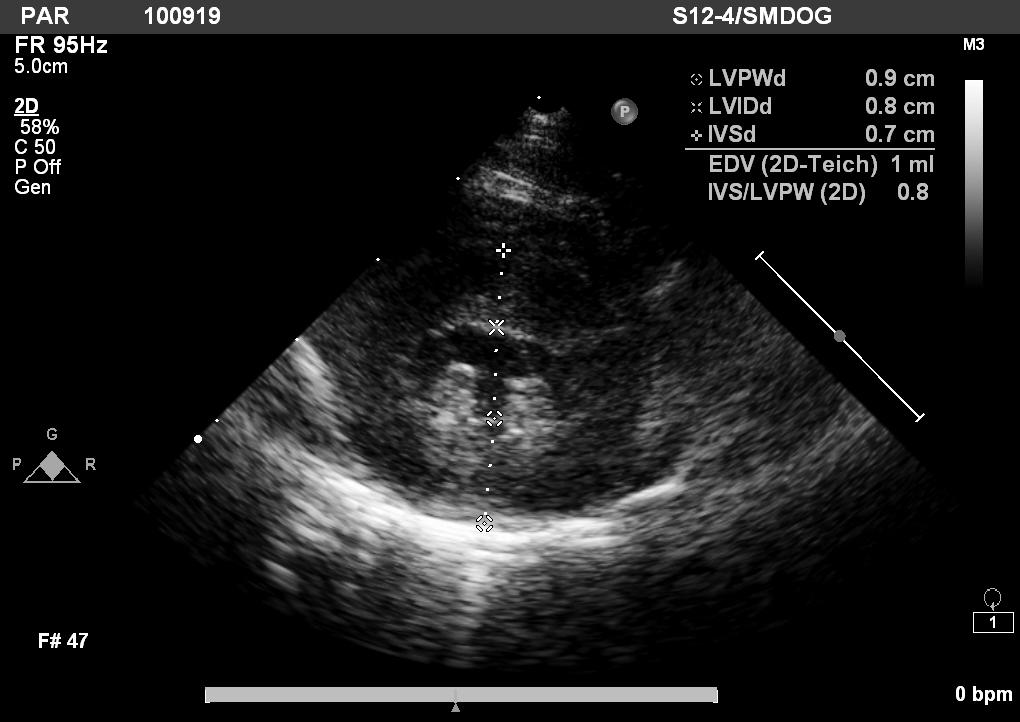 PAR 100919 S12-4/SMDOG
FR 95Hz
5.0cm
M3
2D
58%
C 50
P Off
Gen
P
LVPWd 0.9 cm
LVIDd 0.8 cm
IVSd 0.7 cm
EDV (2D-Teich) 1 ml
IVS/LVPW (2D) 0.8
G
P R
1
F# 47
0 bpm